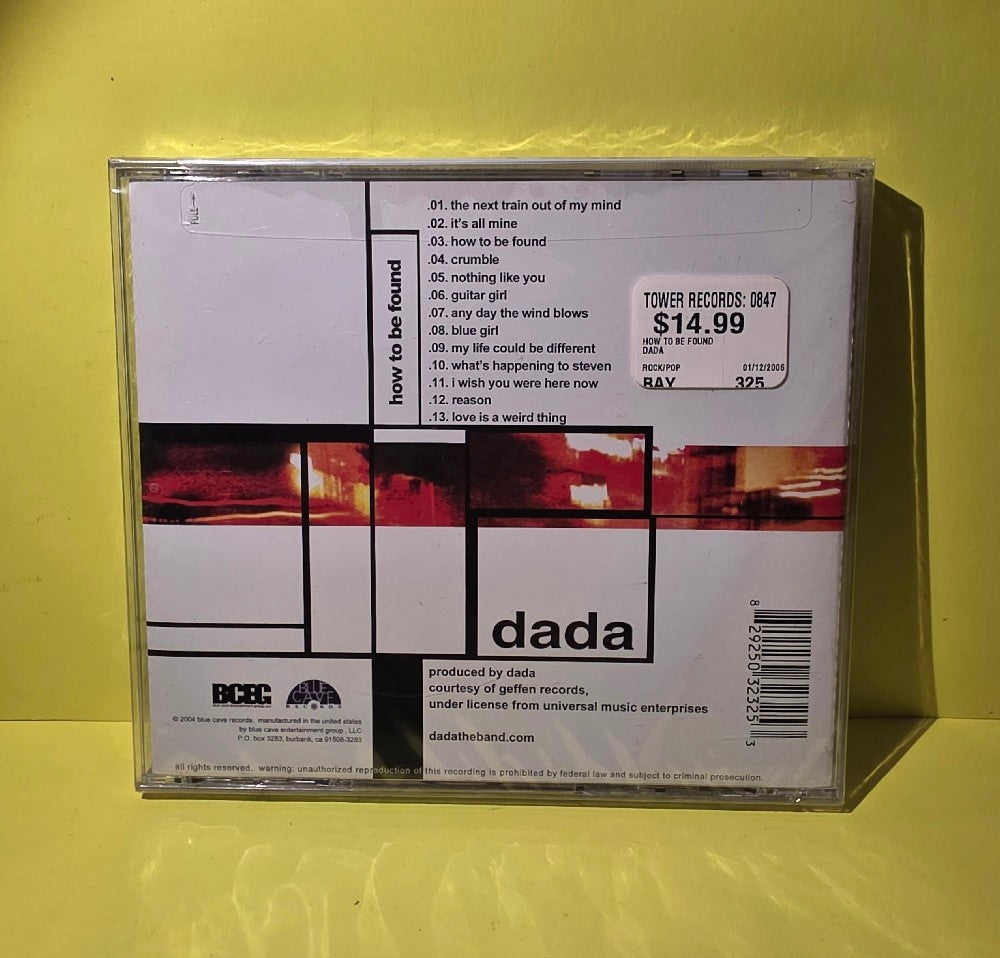 .01. the next train out of my mind
.02. it's all mine
.03. how to be found
.04. crumble
.05. nothing like you
.06. guitar girl
.07. any day the wind blows
.08. blue girl
.09. my life could be different
.10. what's happening to steven
.11. i wish you were here now
.12. reason
.13. love is a weird thing
how to be found
TOWER RECORDS: 0847
$14.99
HOW TO BE FOUND
DADA
ROCK/POP 01/12/2006
BAY 325
dada
produced by dada
courtesy of geffen records,
under license from universal music enterprises
dadatheband.com
BCEG
BLUE
CAVE
RECORDS
© 2004 blue cave records. manufactured in the united states
by blue cave entertainment group , LLC
P.O. box 3283, burbank, ca 91508-3283
8 29250 32325 3
all rights reserved. warning: unauthorized reproduction of this recording is prohibited by federal law and subject to criminal prosecution.